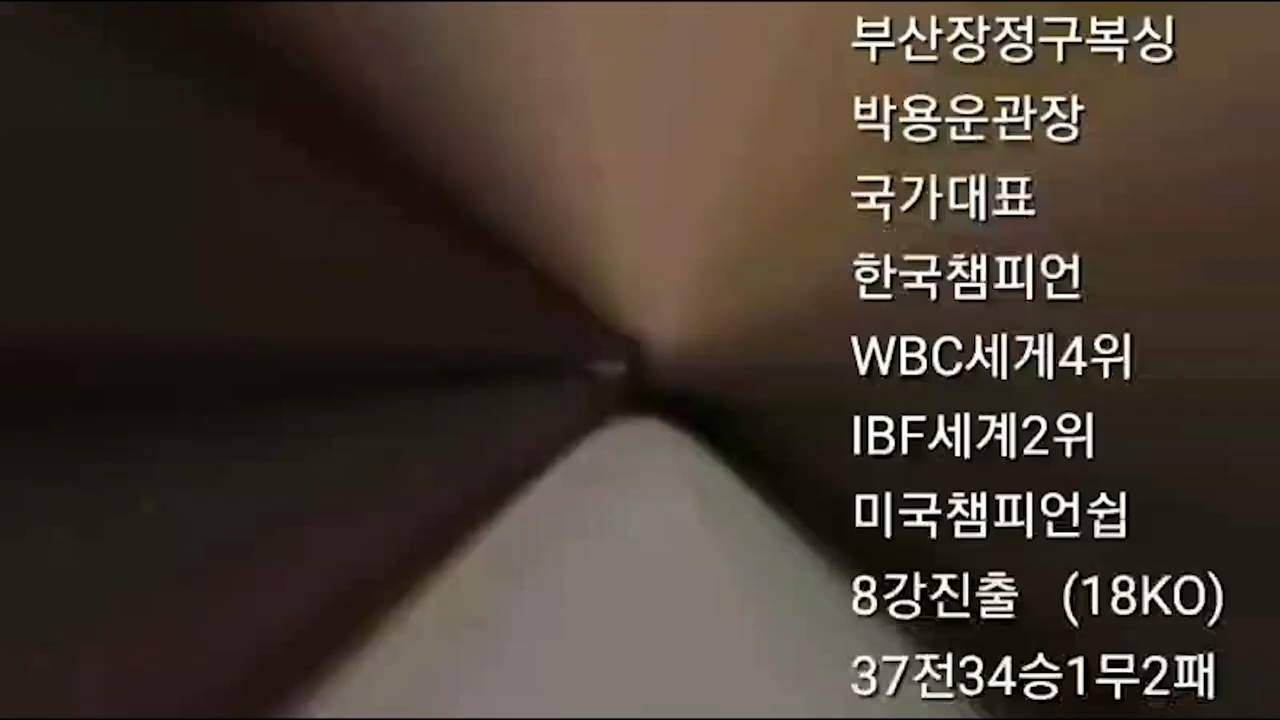 부산장정구복싱
박용운관장
국가대표
한국챔피언
WBC세게4위
IBF세계2위
미국챔피언쉽
8강진출 (18KO)
37전34승1무2패